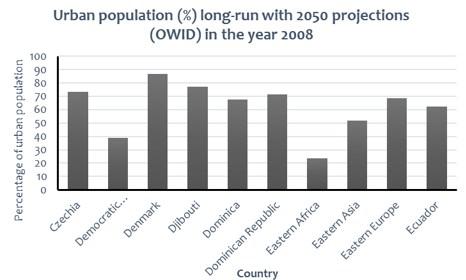 Urban population (%) long-run with 2050 projections
(OWID) in the year 2008
Percentage of urban population
100
90
80
70
60
50
40
30
20
10
0
Czechia
Democratic...
Denmark
Djibouti
Dominica
Dominican Republic
Eastern Africa
Eastern Asia
Eastern Europe
Ecuador
Country